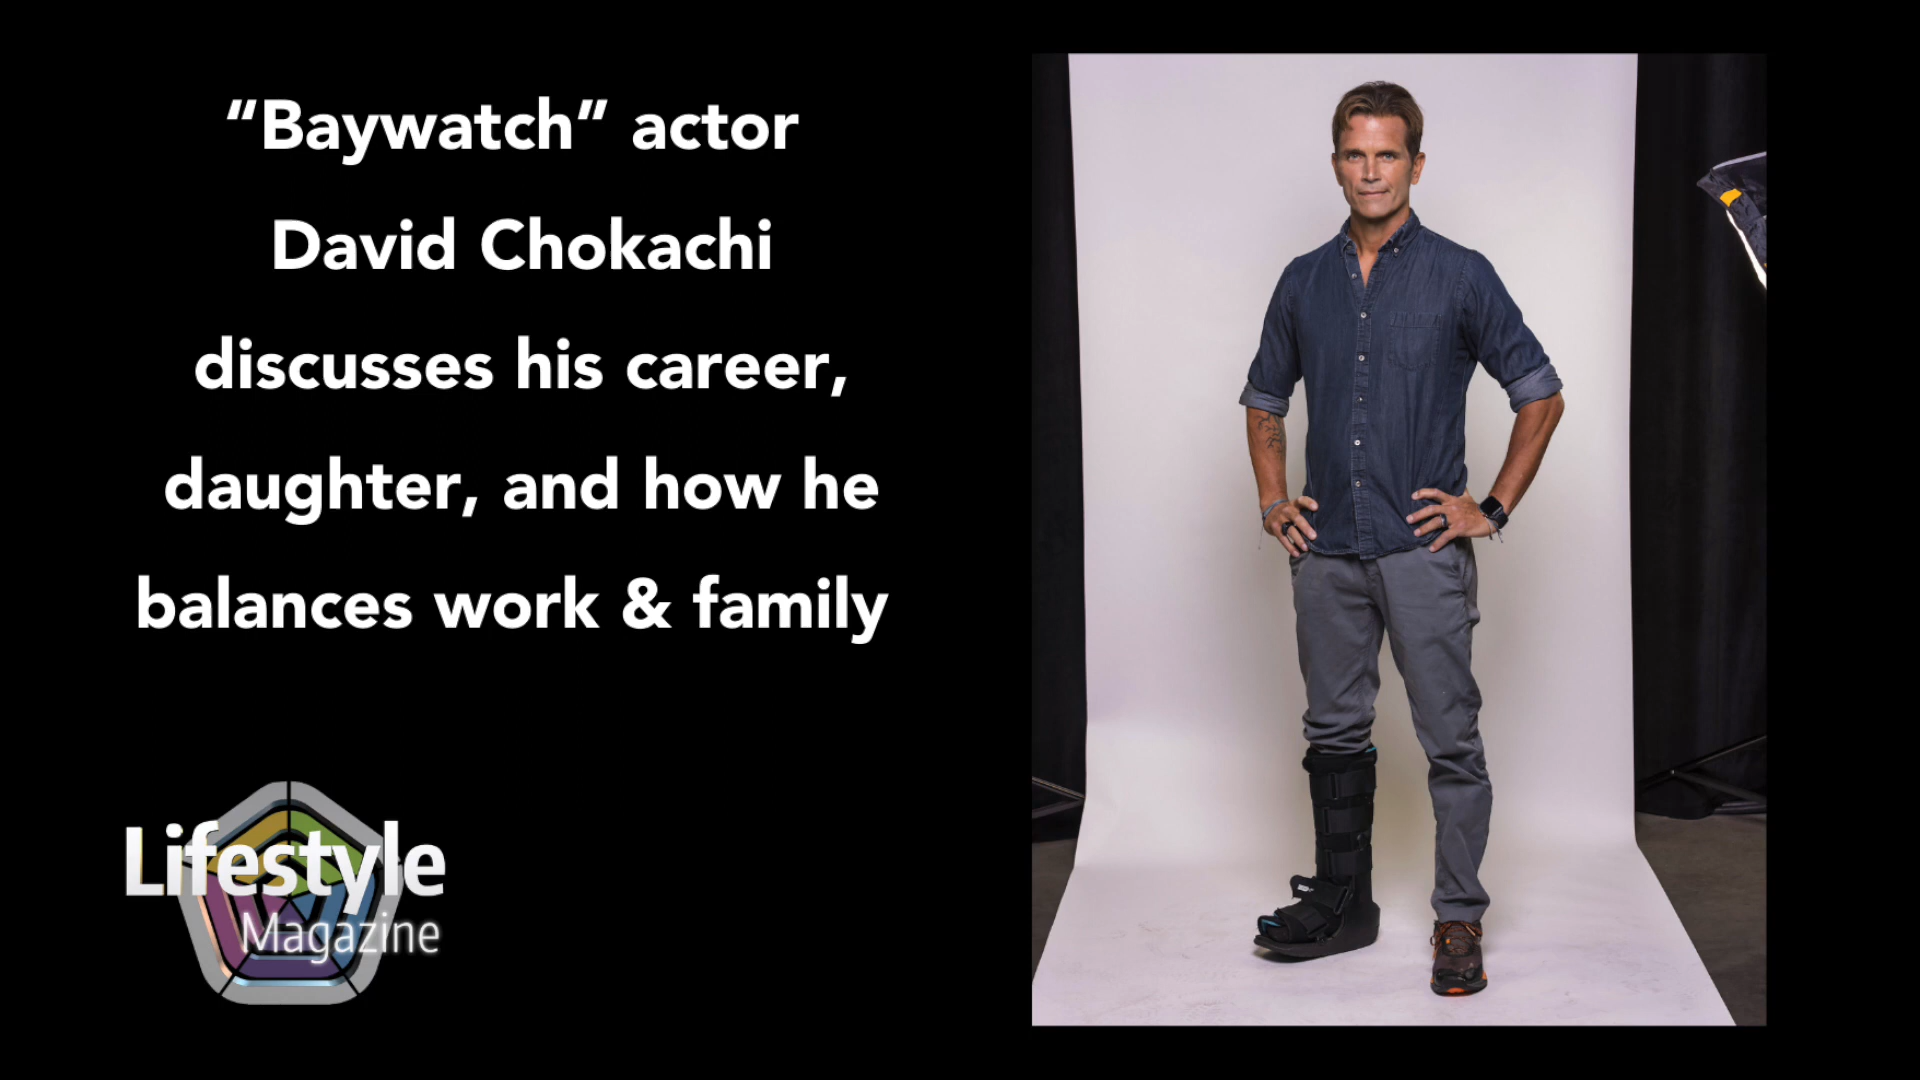 “Baywatch” actor
David Chokachi
discusses his career,
daughter, and how he
balances work & family
Lifestyle
Magazine